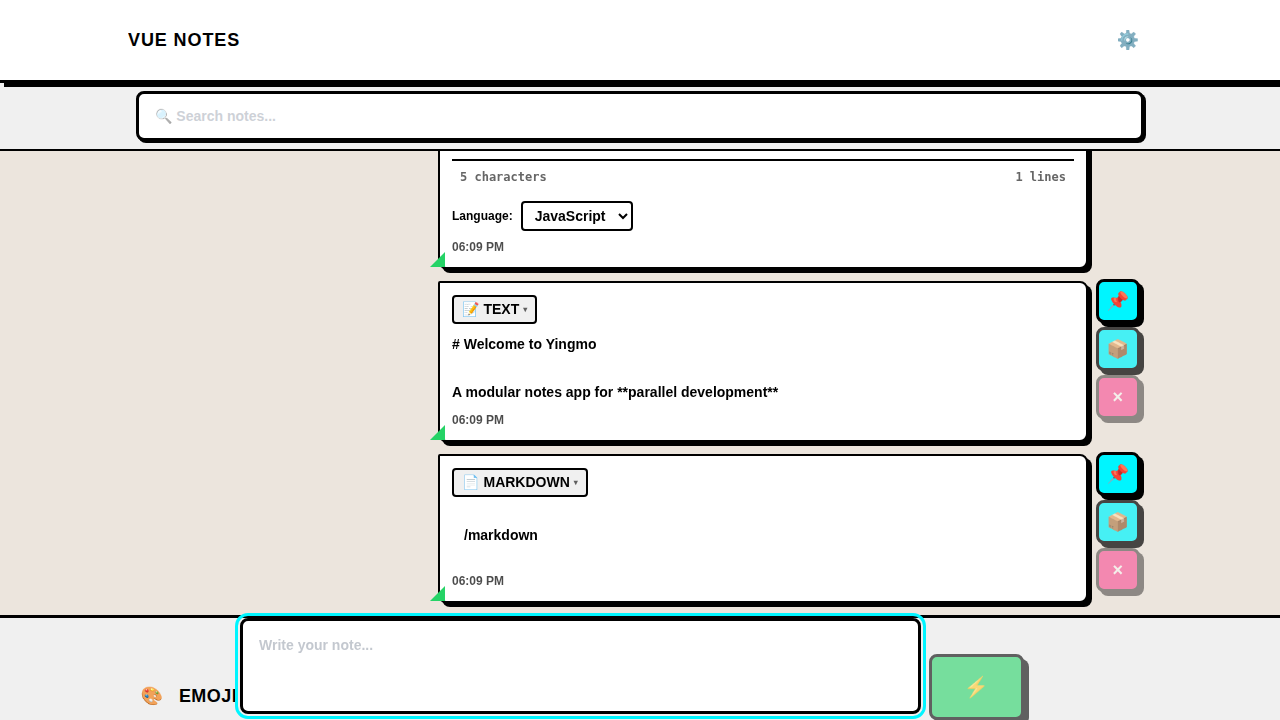 VUE NOTES
⚙️
🔍 Search notes...
5 characters 1 lines
Language: JavaScript
06:09 PM
📝 TEXT ▾
📌
# Welcome to Yingmo
📦
A modular notes app for **parallel development**
×
06:09 PM
📄 MARKDOWN ▾
📌
/markdown
📦
×
06:09 PM
Write your note...
🎨 EMOJI
⚡